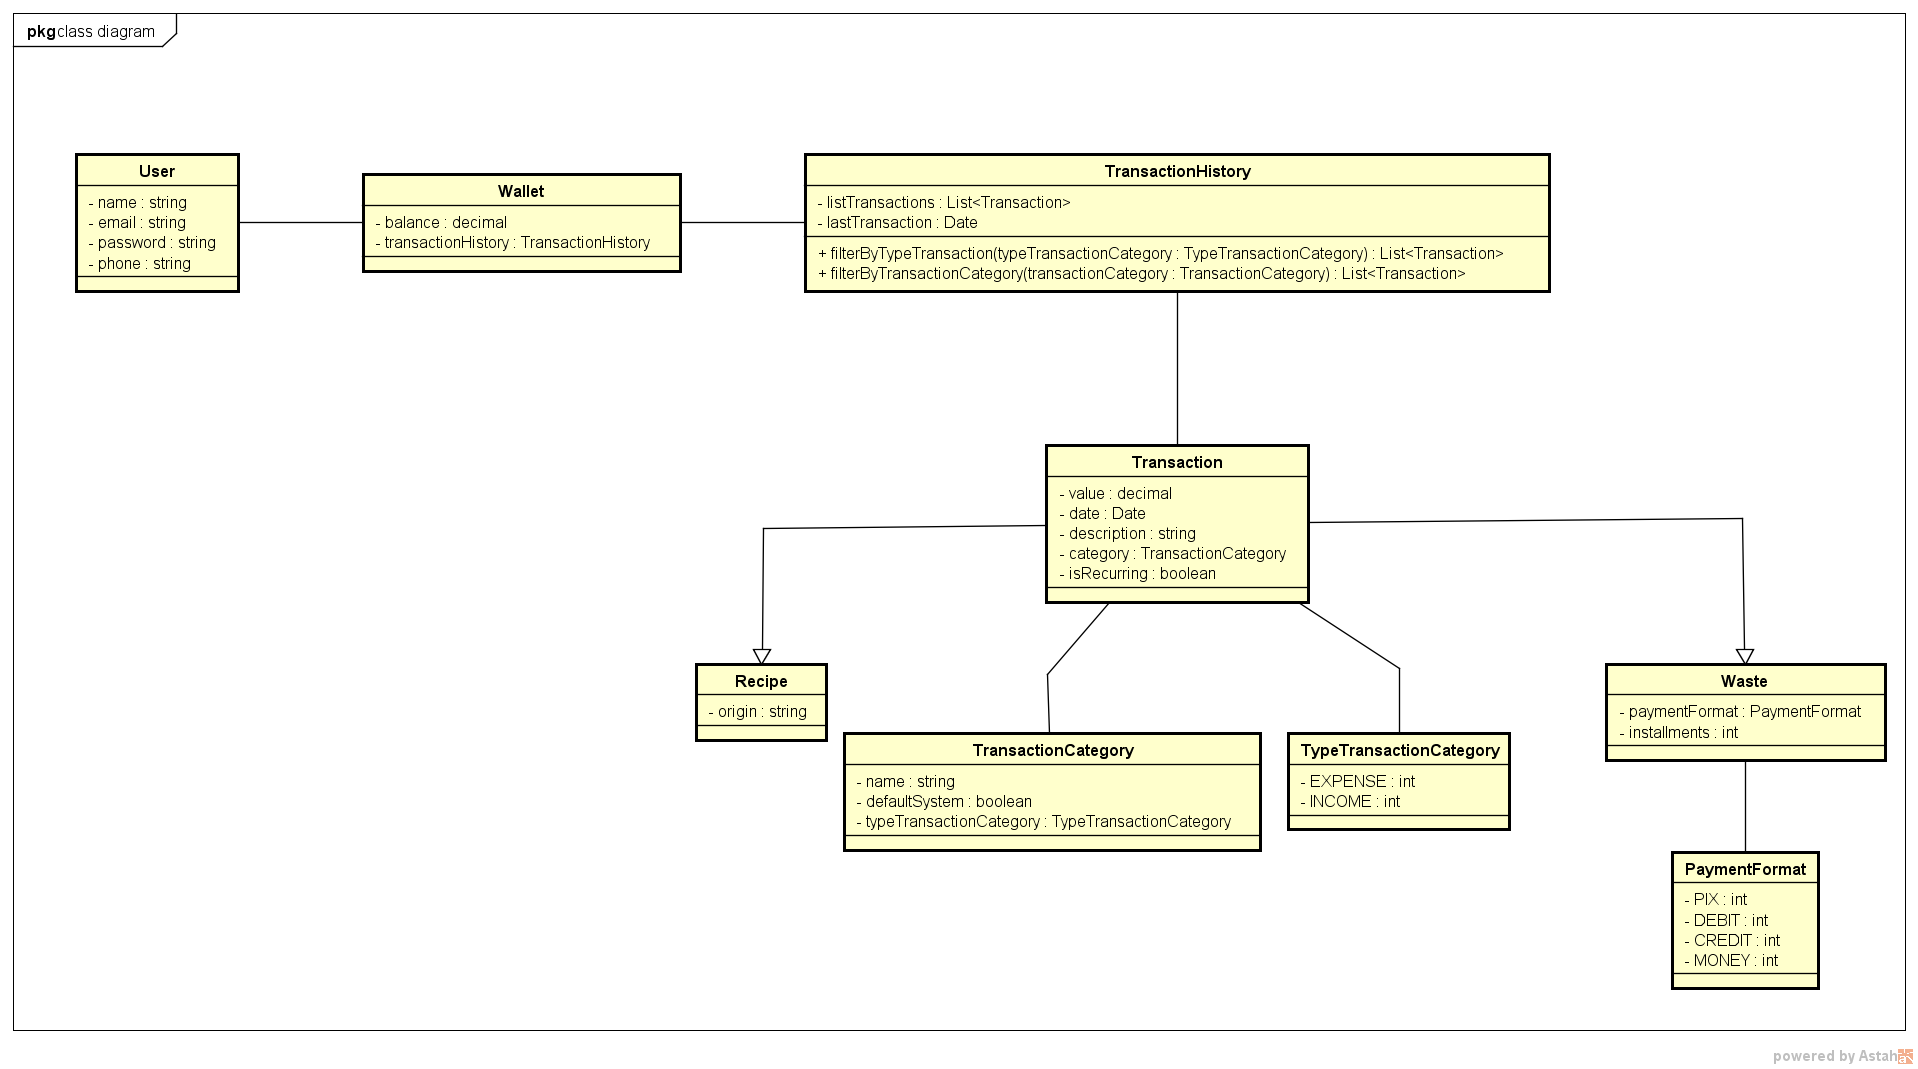 pkg class diagram
User
- name : string
- email : string
- password : string
- phone : string
Wallet
- balance : decimal
- transactionHistory : TransactionHistory
TransactionHistory
- listTransactions : List<Transaction>
- lastTransaction : Date
+ filterByTypeTransaction(typeTransactionCategory : TypeTransactionCategory) : List<Transaction>
+ filterByTransactionCategory(transactionCategory : TransactionCategory) : List<Transaction>
Transaction
- value : decimal
- date : Date
- description : string
- category : TransactionCategory
- isRecurring : boolean
Recipe
- origin : string
TransactionCategory
- name : string
- defaultSystem : boolean
- typeTransactionCategory : TypeTransactionCategory
TypeTransactionCategory
- EXPENSE : int
- INCOME : int
Waste
- paymentFormat : PaymentFormat
- installments : int
PaymentFormat
- PIX : int
- DEBIT : int
- CREDIT : int
- MONEY : int
powered by Astah